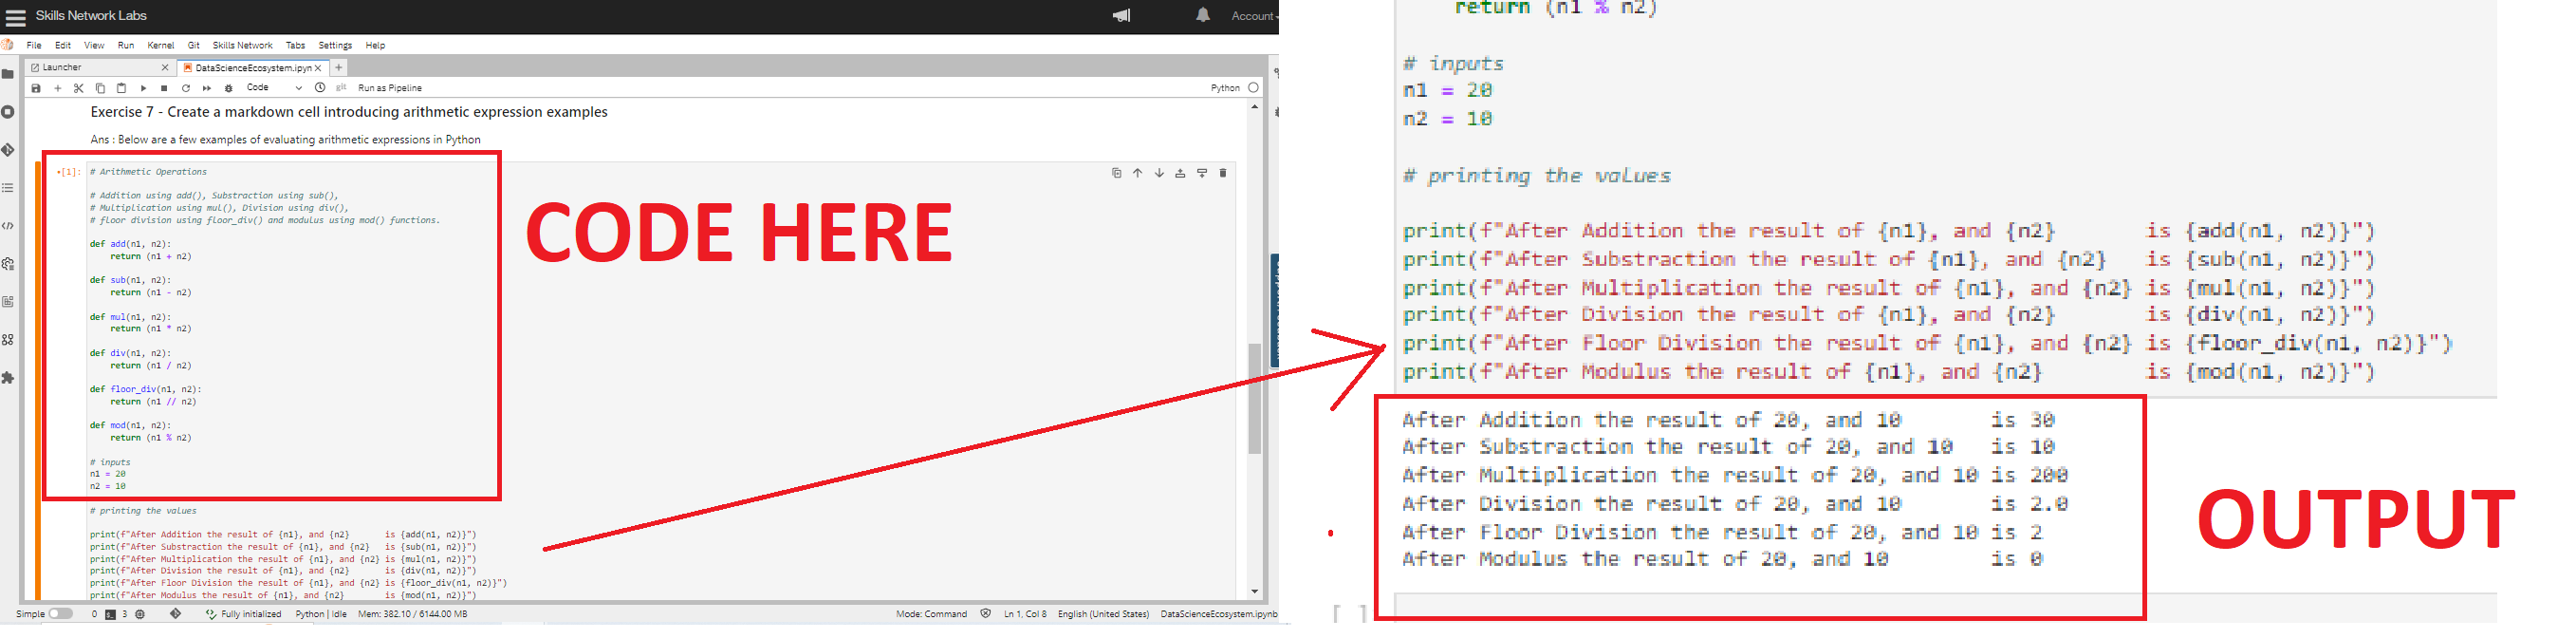 Skills Network Labs
Account
File Edit View Run Kernel Git Skills Network Tabs Settings Help
Launcher
DataScienceEcosystem.ipyn
Code
git
Run as Pipeline
Python
Exercise 7 - Create a markdown cell introducing arithmetic expression examples
Ans : Below are a few examples of evaluating arithmetic expressions in Python
[1]:
# Arithmetic Operations
# Addition using add(), Substraction using sub(),
# Multiplication using mul(), Division using div(),
# floor division using floor_div() and modulus using mod() functions.
def add(n1, n2):
return (n1 + n2)
def sub(n1, n2):
return (n1 - n2)
def mul(n1, n2):
return (n1 * n2)
def div(n1, n2):
return (n1 / n2)
def floor_div(n1, n2):
return (n1 // n2)
def mod(n1, n2):
return (n1 % n2)
# inputs
n1 = 20
n2 = 10
# printing the values
print(f"After Addition the result of {n1}, and {n2} is {add(n1, n2)}")
print(f"After Substraction the result of {n1}, and {n2} is {sub(n1, n2)}")
print(f"After Multiplication the result of {n1}, and {n2} is {mul(n1, n2)}")
print(f"After Division the result of {n1}, and {n2} is {div(n1, n2)}")
print(f"After Floor Division the result of {n1}, and {n2} is {floor_div(n1, n2)}")
print(f"After Modulus the result of {n1}, and {n2} is {mod(n1, n2)}")
Simple 0 3 Fully initialized Python | Idle Mem: 382.10 / 6144.00 MB Mode: Command Ln 1, Col 8 English (United States) DataScienceEcosystem.ipynb
CODE HERE
return (n1 % n2)
# inputs
n1 = 20
n2 = 10
# printing the values
print(f"After Addition the result of {n1}, and {n2} is {add(n1, n2)}")
print(f"After Substraction the result of {n1}, and {n2} is {sub(n1, n2)}")
print(f"After Multiplication the result of {n1}, and {n2} is {mul(n1, n2)}")
print(f"After Division the result of {n1}, and {n2} is {div(n1, n2)}")
print(f"After Floor Division the result of {n1}, and {n2} is {floor_div(n1, n2)}")
print(f"After Modulus the result of {n1}, and {n2} is {mod(n1, n2)}")
After Addition the result of 20, and 10 is 30
After Substraction the result of 20, and 10 is 10
After Multiplication the result of 20, and 10 is 200
After Division the result of 20, and 10 is 2.0
After Floor Division the result of 20, and 10 is 2
After Modulus the result of 20, and 10 is 0
[ ]
OUTPUT